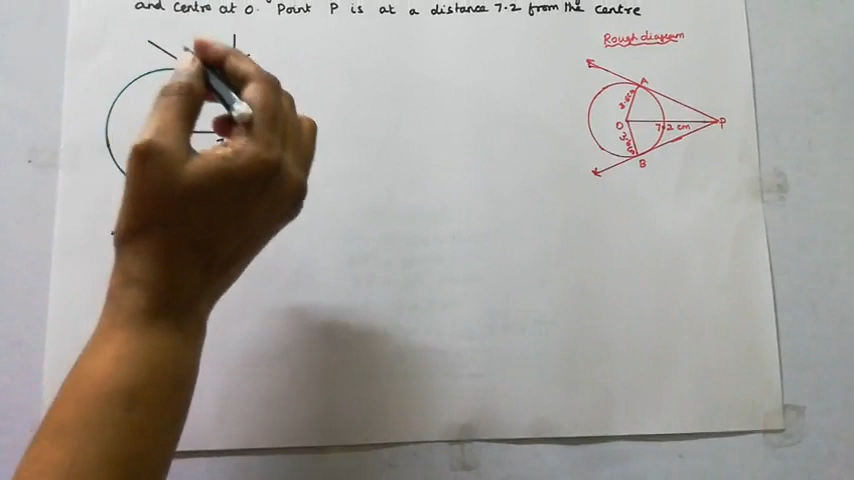 and Centre at O. Point P is at a distance 7.2 from the centre
Rough diagram
A
O
7.2 cm
P
B